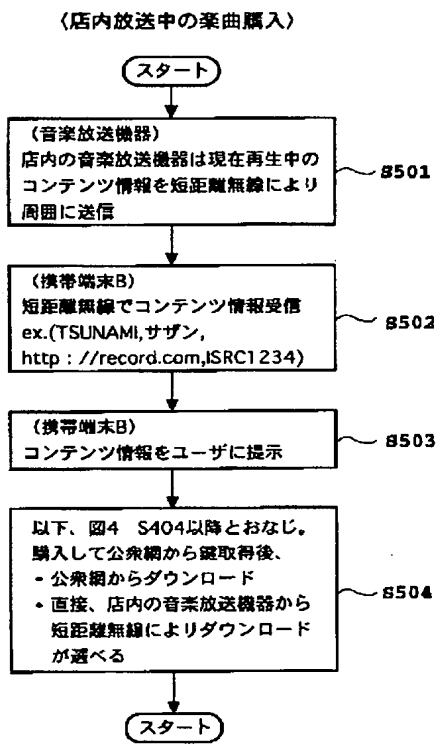 〈店内放送中の楽曲購入〉
スタート
(音楽放送機器)
店内の音楽放送機器は現在再生中の
コンテンツ情報を短距離無線により
周囲に送信
S501
(携帯端末B)
短距離無線でコンテンツ情報受信
ex.(TSUNAMI,サザン,
http://record.com,ISRC1234)
S502
(携帯端末B)
コンテンツ情報をユーザに提示
S503
以下、図4 S404以降とおなじ。
購入して公衆網から鍵取得後、
・公衆網からダウンロード
・直接、店内の音楽放送機器から
短距離無線によりダウンロード
が選べる
S504
スタート